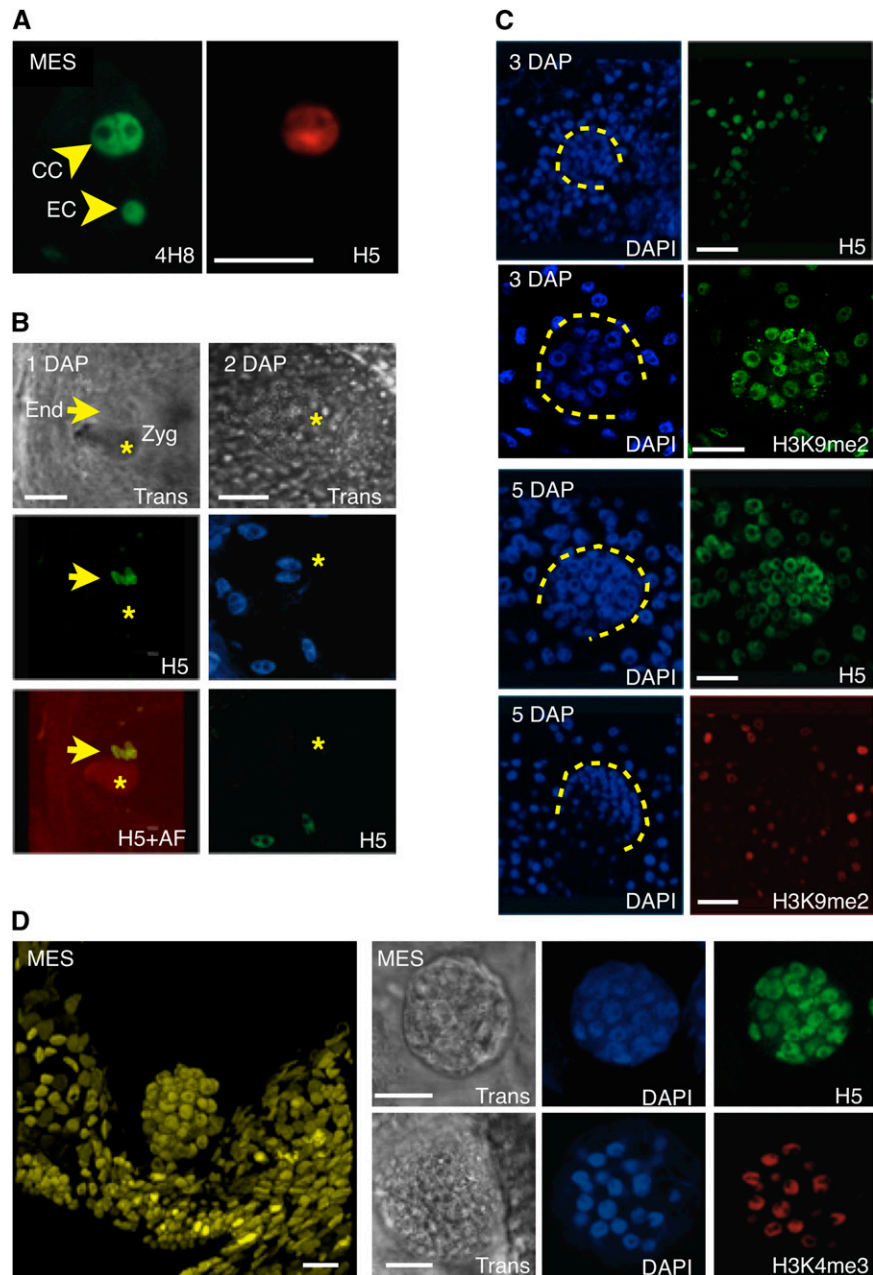 A
MES
CC
EC
4H8
H5
B
1 DAP
End
*
Zyg
Trans
2 DAP
*
Trans
*
H5
*
*
H5+AF
*
H5
C
3 DAP
DAPI
H5
3 DAP
DAPI
H3K9me2
5 DAP
DAPI
H5
5 DAP
DAPI
H3K9me2
D
MES
MES
Trans
DAPI
H5
Trans
DAPI
H3K4me3